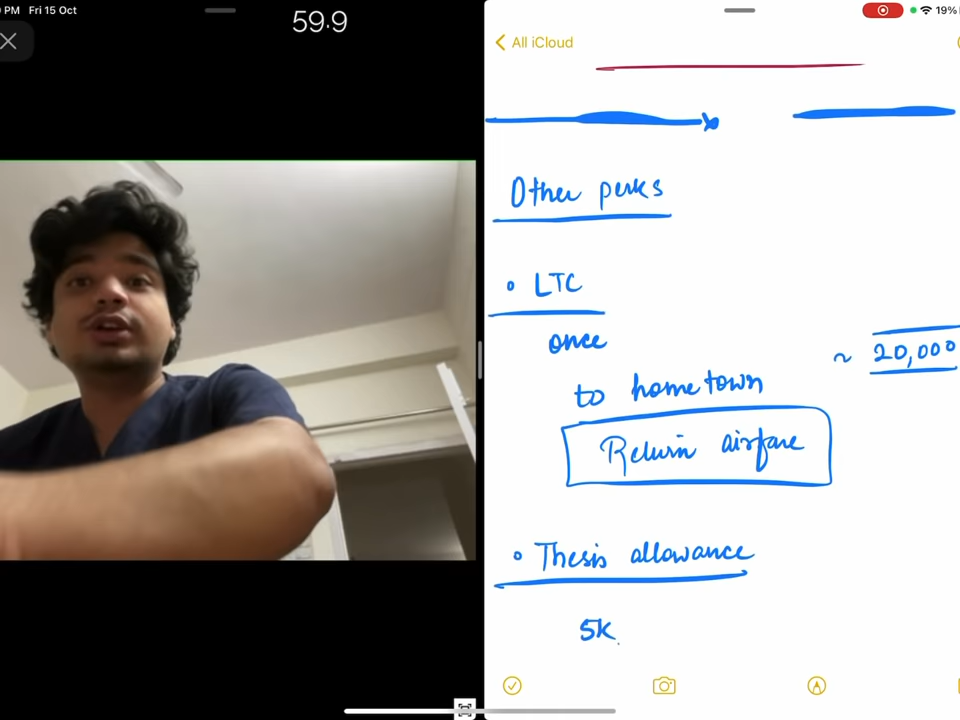 PM Fri 15 Oct
59.9
19%
All iCloud
Other perks
LTC
once
to hometown
~ 20,000
Return airfare
Thesis allowance
5K